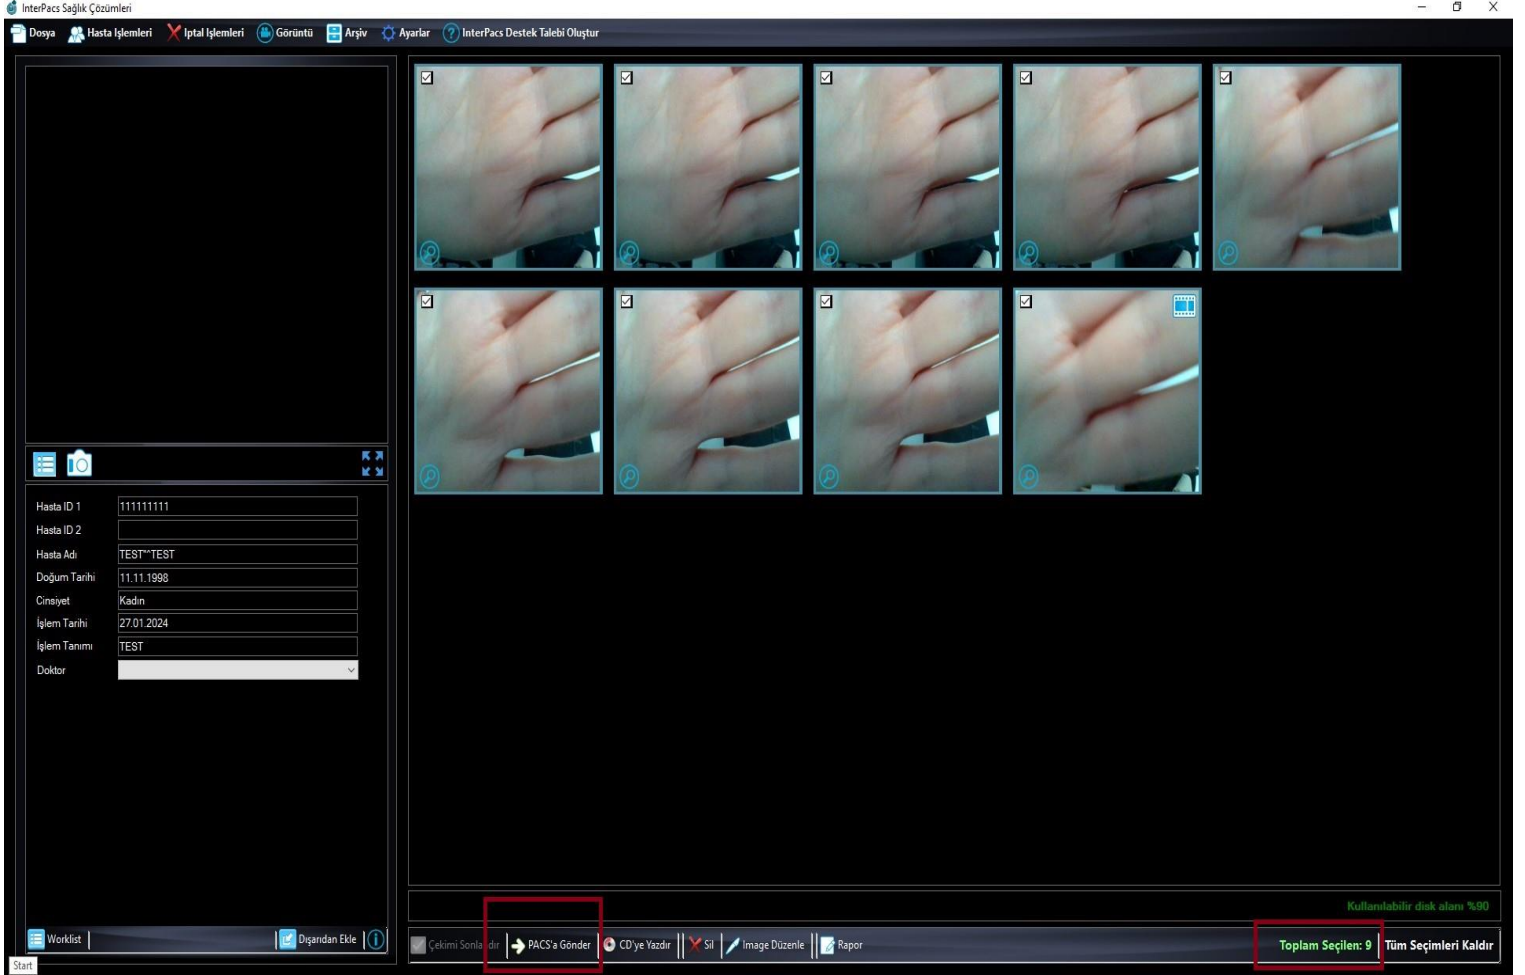 InterPacs Sağlık Çözümleri
Dosya Hasta İşlemleri İptal İşlemleri Görüntü Arşiv Ayarlar InterPacs Destek Talebi Oluştur
Hasta ID 1 111111111
Hasta ID 2
Hasta Adı TEST^^TEST
Doğum Tarihi 11.11.1998
Cinsiyet Kadın
İşlem Tarihi 27.01.2024
İşlem Tanımı TEST
Doktor
Kullanılabilir disk alanı %90
Worklist Dışarıdan Ekle
Çekimi Sonlandır PACS'a Gönder CD'ye Yazdır Sil Image Düzenle Rapor Toplam Seçilen: 9 Tüm Seçimleri Kaldır
Start